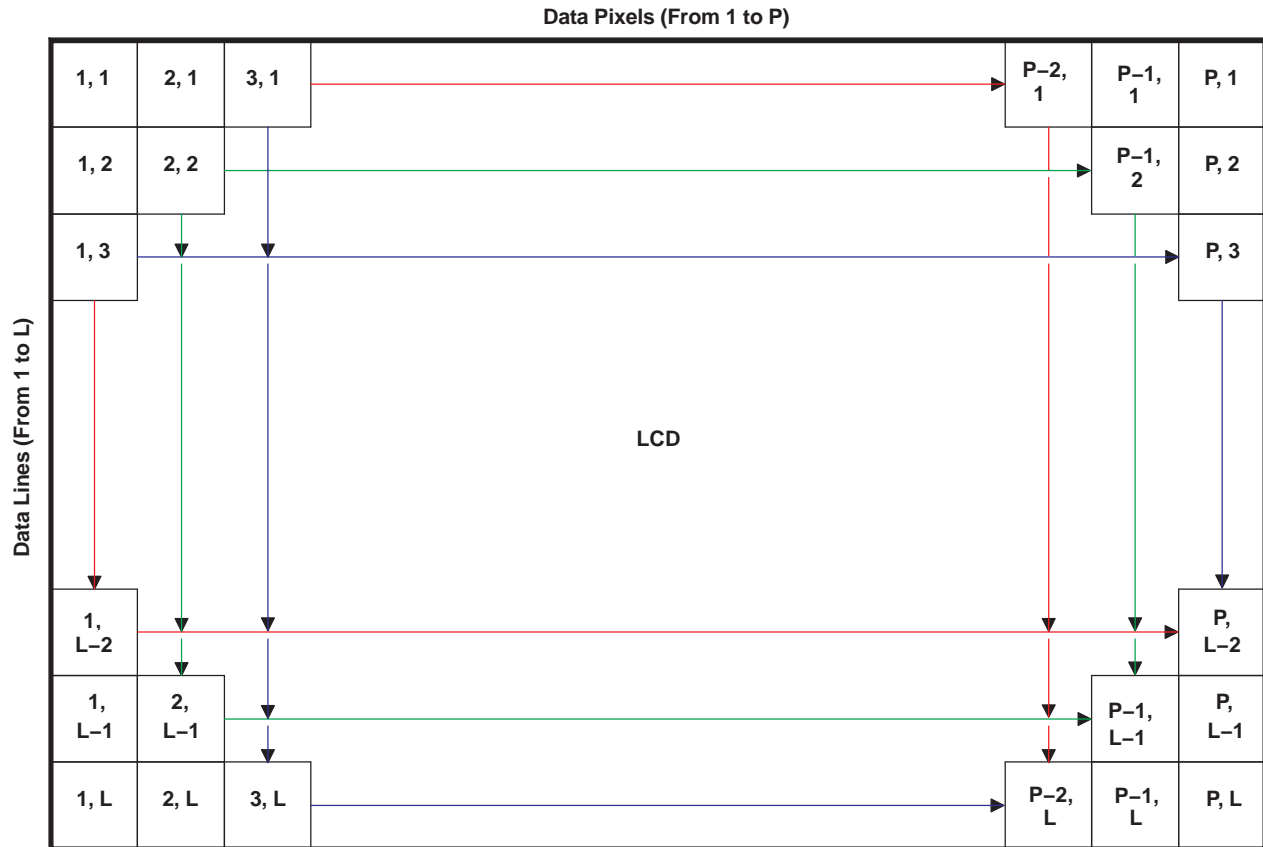 Data Pixels (From 1 to P)
1, 1
2, 1
3, 1
P–2,
1
P–1,
1
P, 1
1, 2
2, 2
P–1,
2
P, 2
1, 3
P, 3
Data Lines (From 1 to L)
LCD
1,
L–2
P,
L–2
1,
L–1
2,
L–1
P–1,
L–1
P,
L–1
1, L
2, L
3, L
P–2,
L
P–1,
L
P, L